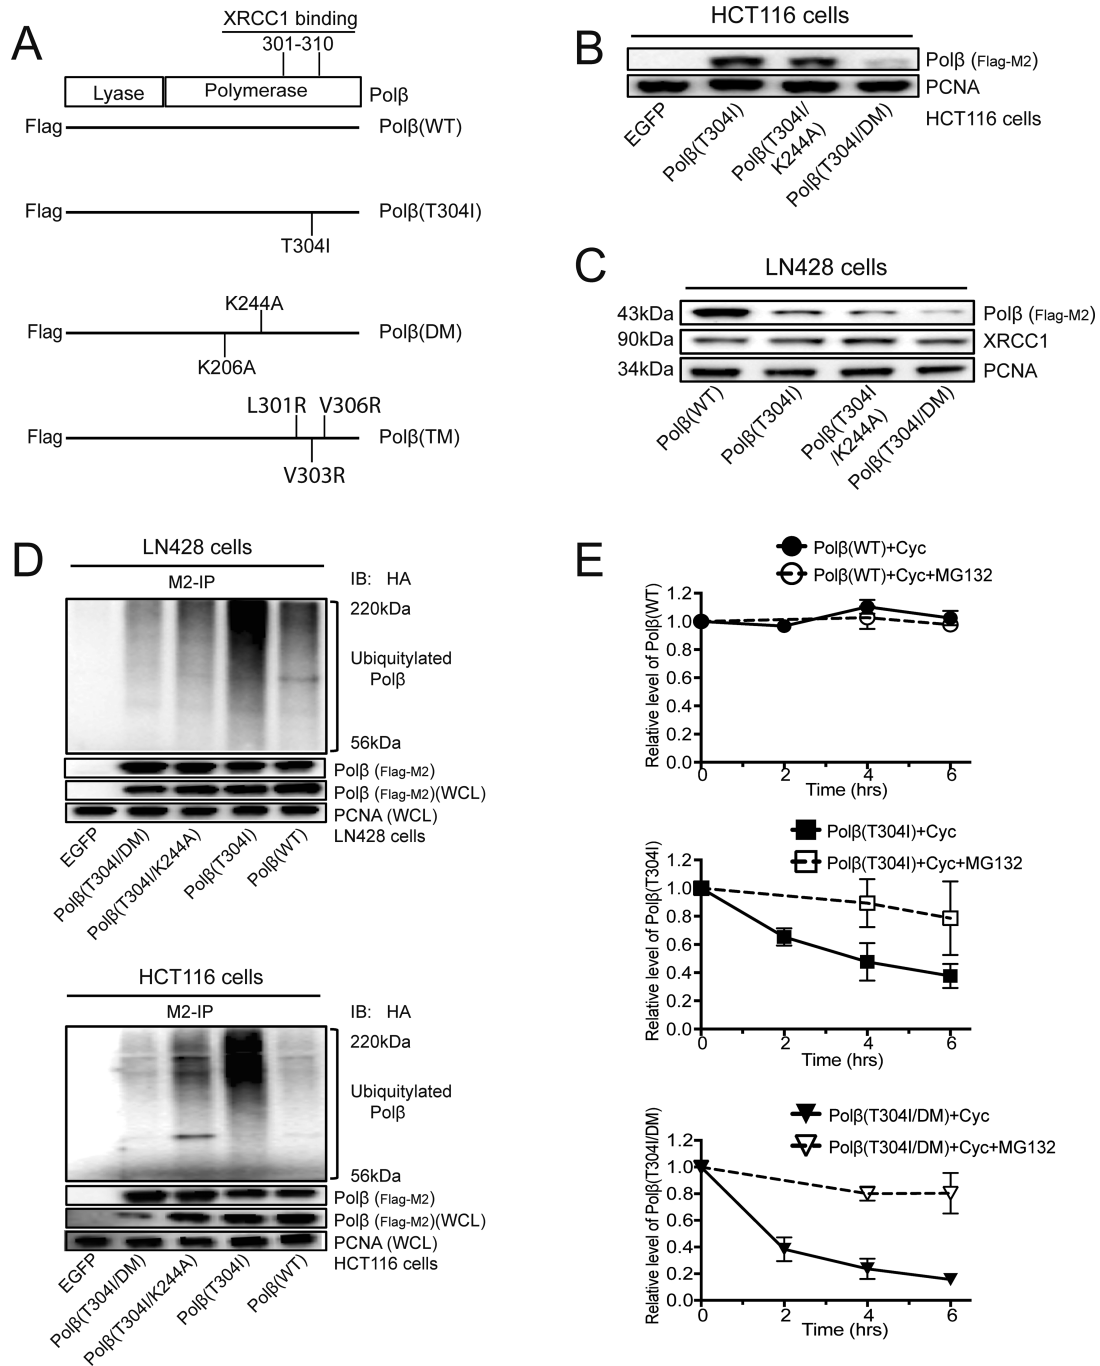 A
XRCC1 binding
301-310
Lyase
Polymerase
Polβ
Flag
Polβ(WT)
Flag
Polβ(T304I)
T304I
K244A
Flag
Polβ(DM)
K206A
L301R V306R
Flag
Polβ(TM)
V303R
B
HCT116 cells
Polβ (Flag-M2)
PCNA
HCT116 cells
EGFP
Polβ(T304I)
Polβ(T304I/
K244A)
Polβ(T304I/DM)
C
LN428 cells
43kDa
Polβ (Flag-M2)
90kDa
XRCC1
34kDa
PCNA
Polβ(WT)
Polβ(T304I)
Polβ(T304I
/K244A)
Polβ(T304I/DM)
D
LN428 cells
M2-IP
IB: HA
220kDa
Ubiquitylated
Polβ
56kDa
Polβ (Flag-M2)
Polβ (Flag-M2)(WCL)
PCNA (WCL)
LN428 cells
EGFP
Polβ(T304I/DM)
Polβ(T304I/K244A)
Polβ(T304I)
Polβ(WT)
HCT116 cells
M2-IP
IB: HA
220kDa
Ubiquitylated
Polβ
56kDa
Polβ (Flag-M2)
Polβ (Flag-M2)(WCL)
PCNA (WCL)
HCT116 cells
EGFP
Polβ(T304I/DM)
Polβ(T304I/K244A)
Polβ(T304I)
Polβ(WT)
E
Polβ(WT)+Cyc
Polβ(WT)+Cyc+MG132
Relative level of Polβ(WT)
1.2
1.0
0.8
0.6
0.4
0.2
0.0
0 2 4 6
Time (hrs)
Polβ(T304I)+Cyc
Polβ(T304I)+Cyc+MG132
Relative level of Polβ(T304I)
1.2
1.0
0.8
0.6
0.4
0.2
0.0
0 2 4 6
Time (hrs)
Polβ(T304I/DM)+Cyc
Polβ(T304I/DM)+Cyc+MG132
Relative level of Polβ(T304I/DM)
1.2
1.0
0.8
0.6
0.4
0.2
0.0
0 2 4 6
Time (hrs)